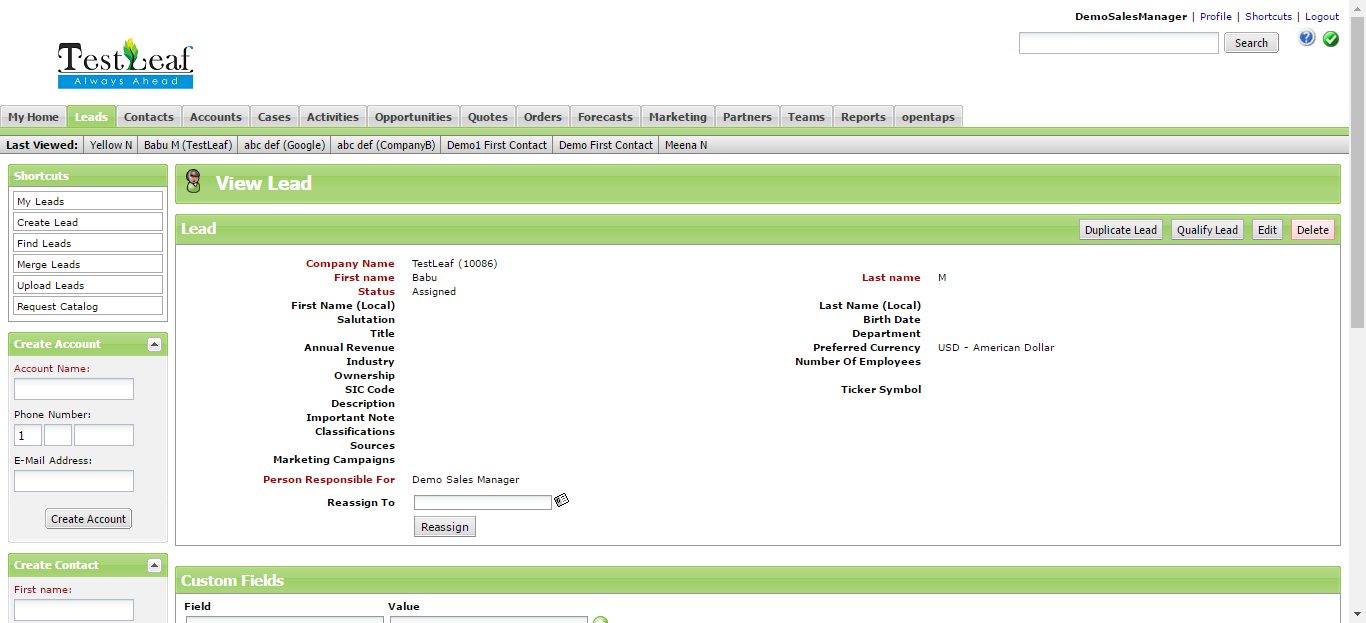 DemoSalesManager | Profile | Shortcuts | Logout
Search
TestLeaf
Always Ahead
My Home Leads Contacts Accounts Cases Activities Opportunities Quotes Orders Forecasts Marketing Partners Teams Reports opentaps
Last Viewed: Yellow N Babu M (TestLeaf) abc def (Google) abc def (CompanyB) Demo1 First Contact Demo First Contact Meena N
Shortcuts
My Leads
Create Lead
Find Leads
Merge Leads
Upload Leads
Request Catalog
Create Account
Account Name:
Phone Number:
1
E-Mail Address:
Create Account
Create Contact
First name:
View Lead
Lead Duplicate Lead Qualify Lead Edit Delete
Company Name TestLeaf (10086)
First name Babu Last name M
Status Assigned
First Name (Local) Last Name (Local)
Salutation Birth Date
Title Department
Annual Revenue Preferred Currency USD - American Dollar
Industry Number Of Employees
Ownership
SIC Code Ticker Symbol
Description
Important Note
Classifications
Sources
Marketing Campaigns
Person Responsible For Demo Sales Manager
Reassign To
Reassign
Custom Fields
Field Value